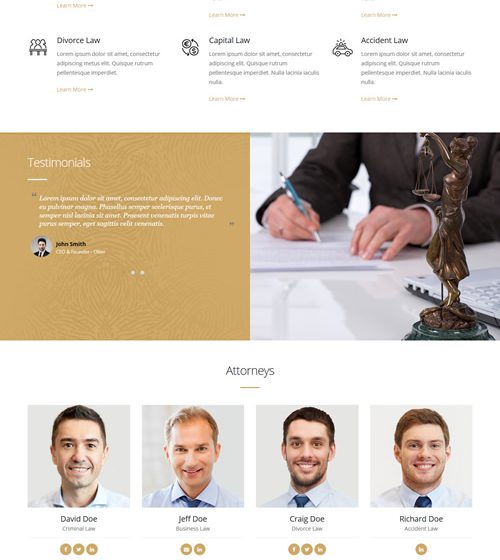 Learn More
Divorce Law
Lorem ipsum dolor sit amet, consectetur
adipiscing metus elit. Quisque rutrum
pellentesque imperdiet.
Learn More
Capital Law
Lorem ipsum dolor sit amet, consectetur
adipiscing elit. Quisque rutrum
pellentesque imperdiet. Nulla lacinia iaculis
nulla.
Learn More
Accident Law
Lorem ipsum dolor sit amet, consectetur
adipiscing elit. Quisque rutrum
pellentesque imperdiet. Nulla lacinia iaculis
nulla.
Learn More
Testimonials
“ Lorem ipsum dolor sit amet, consectetur adipiscing elit. Donec
eu pulvinar magna. Phasellus semper scelerisque purus, et
semper nisl lacinia sit amet. Praesent venenatis turpis vitae
purus semper, eget sagittis velit venenatis. ”
John Smith
CEO & Founder - Okler
Attorneys
David Doe
Criminal Law
Jeff Doe
Business Law
Craig Doe
Divorce Law
Richard Doe
Accident Law